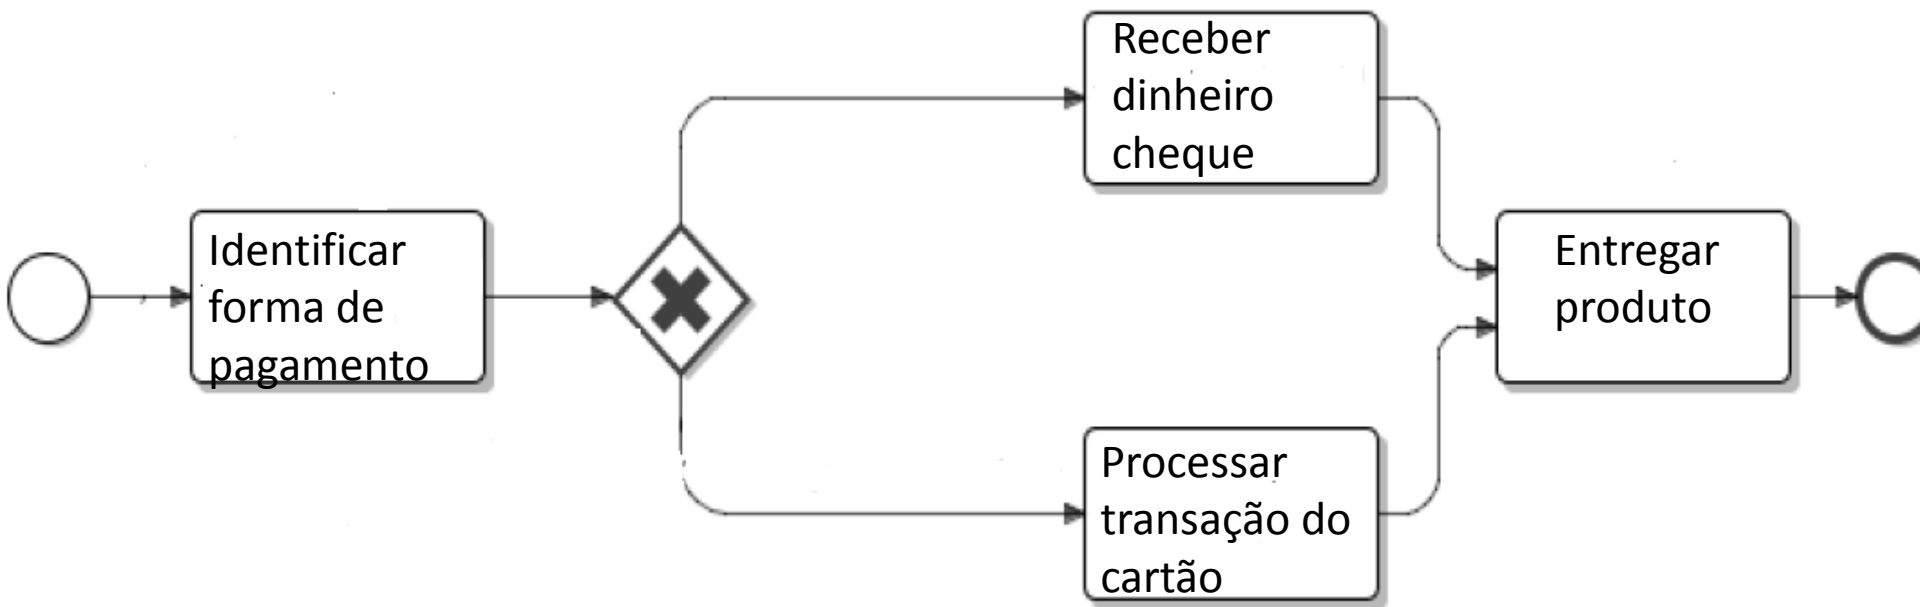 Identificar
forma de
pagamento
Receber
dinheiro
cheque
Processar
transação do
cartão
Entregar
produto